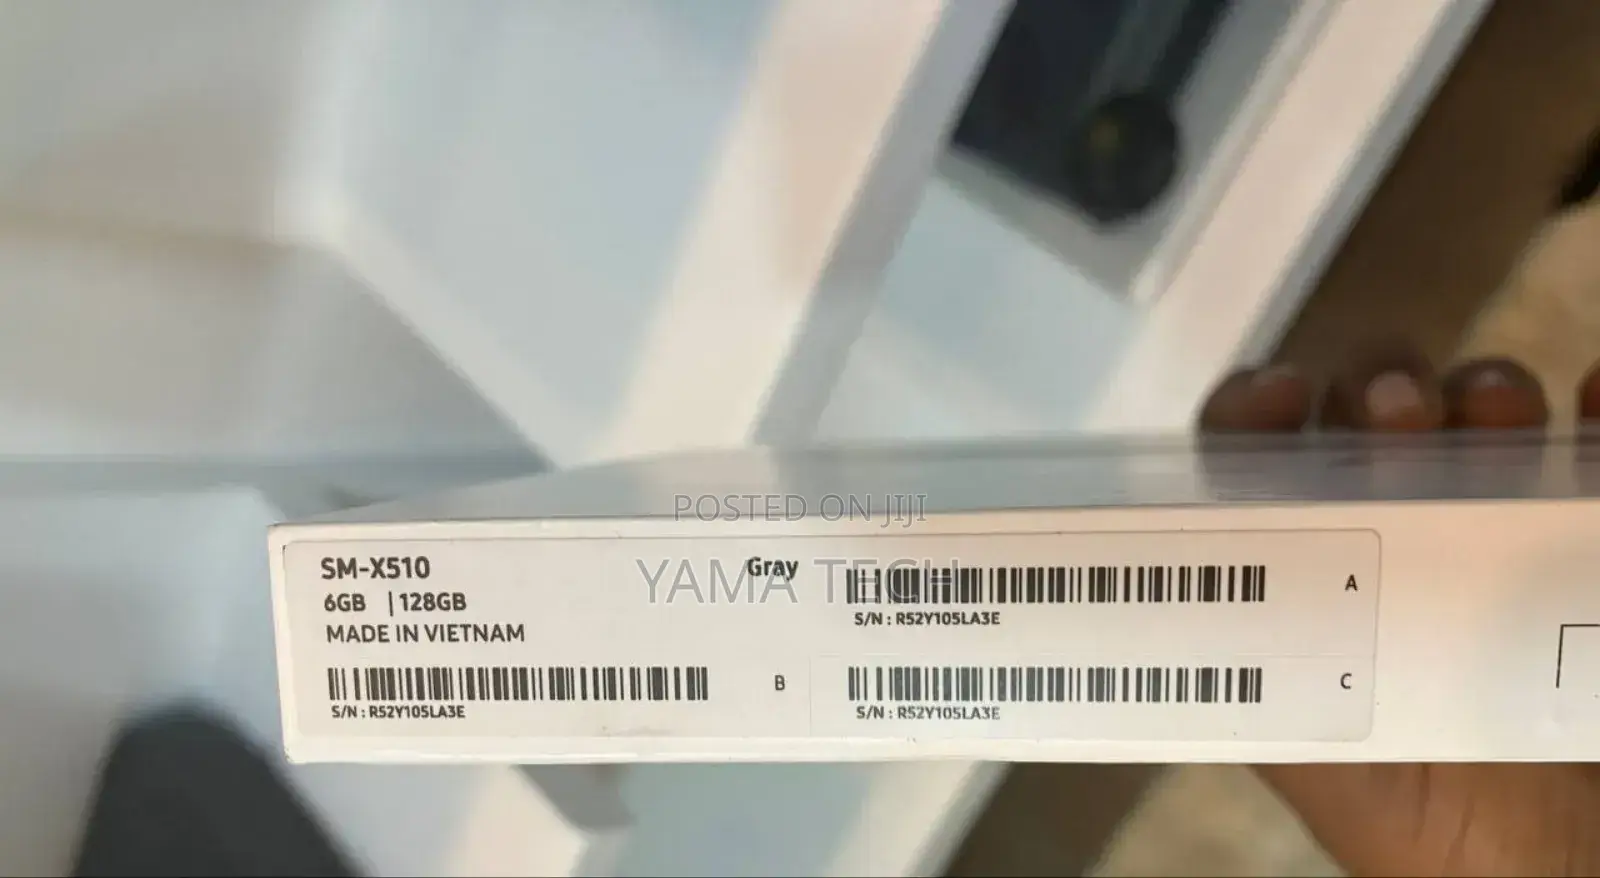 POSTED ON JIJI
YAMA TECH
SM-X510
Gray
6GB | 128GB
MADE IN VIETNAM
A
S/N : R52Y105LA3E
B
S/N : R52Y105LA3E
C
S/N : R52Y105LA3E